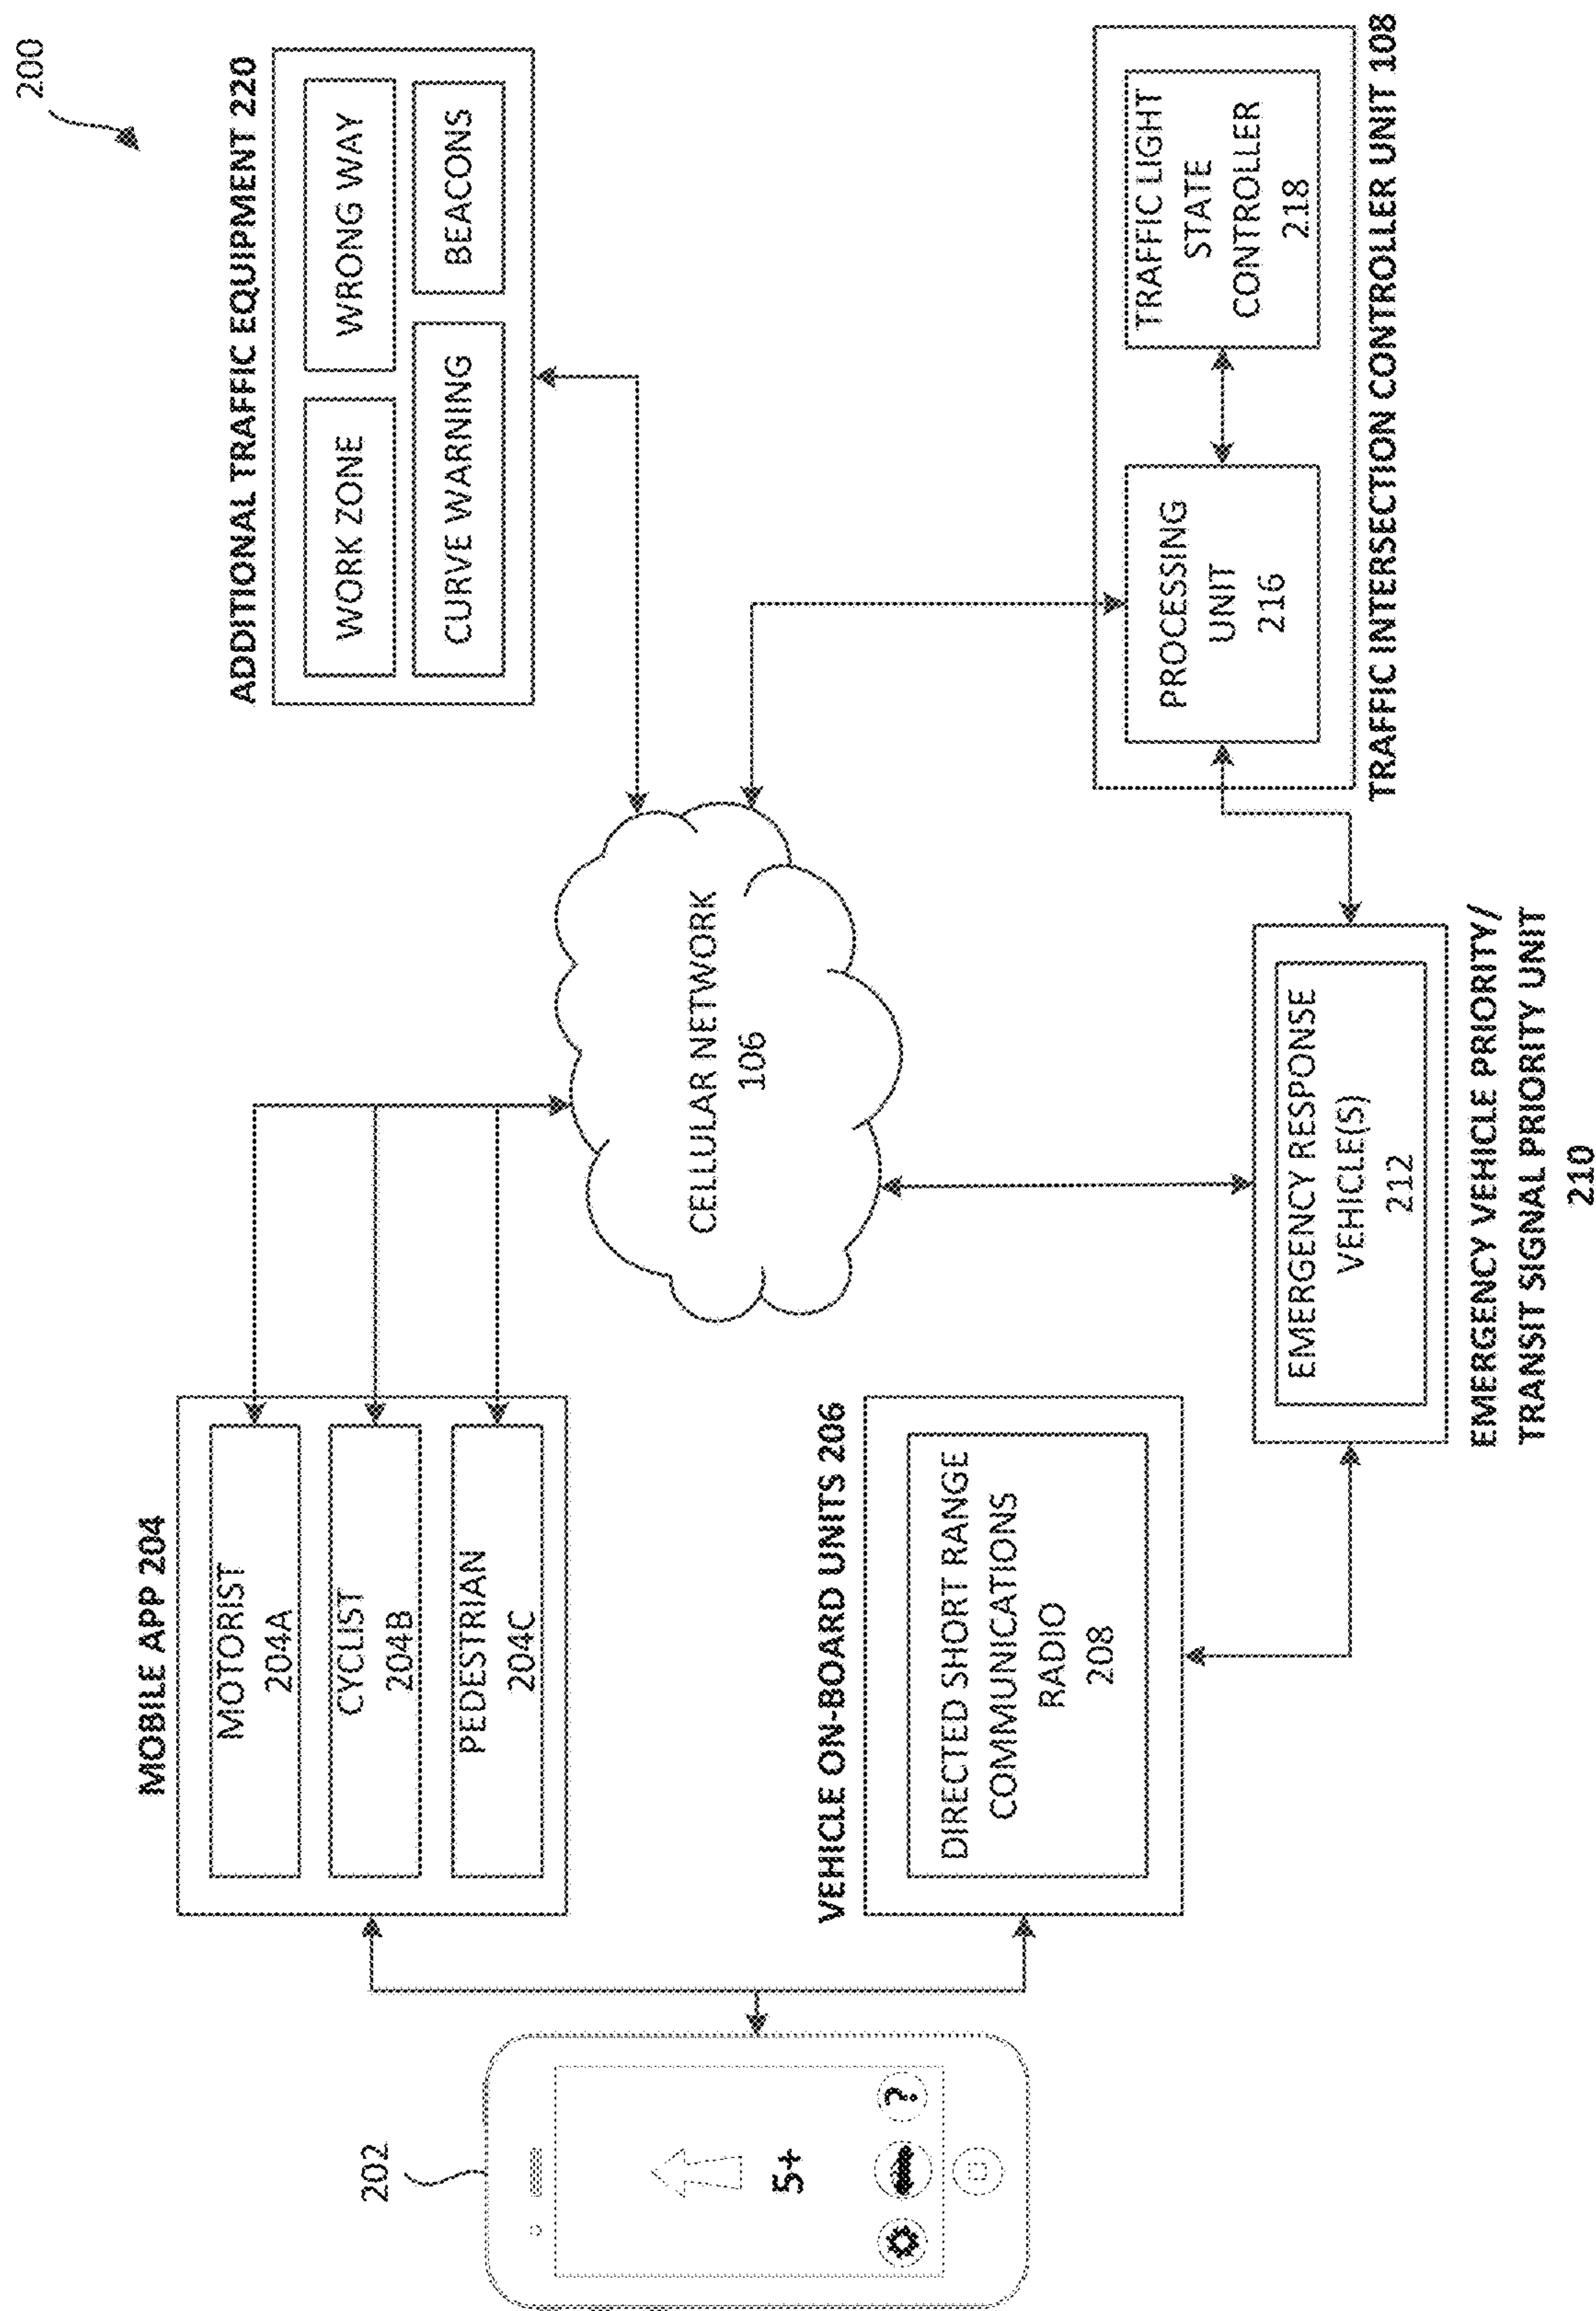 200
202
5+
?
MOBILE APP 204
MOTORIST
204A
CYCLIST
204B
PEDESTRIAN
204C
VEHICLE ON-BOARD UNITS 206
DIRECTED SHORT RANGE
COMMUNICATIONS
RADIO
208
CELLULAR NETWORK
106
EMERGENCY RESPONSE
VEHICLE(S)
212
EMERGENCY VEHICLE PRIORITY/
TRANSIT SIGNAL PRIORITY UNIT
210
ADDITIONAL TRAFFIC EQUIPMENT 220
WORK ZONE
WRONG WAY
CURVE WARNING
BEACONS
PROCESSING
UNIT
216
TRAFFIC LIGHT
STATE
CONTROLLER
218
TRAFFIC INTERSECTION CONTROLLER UNIT 108